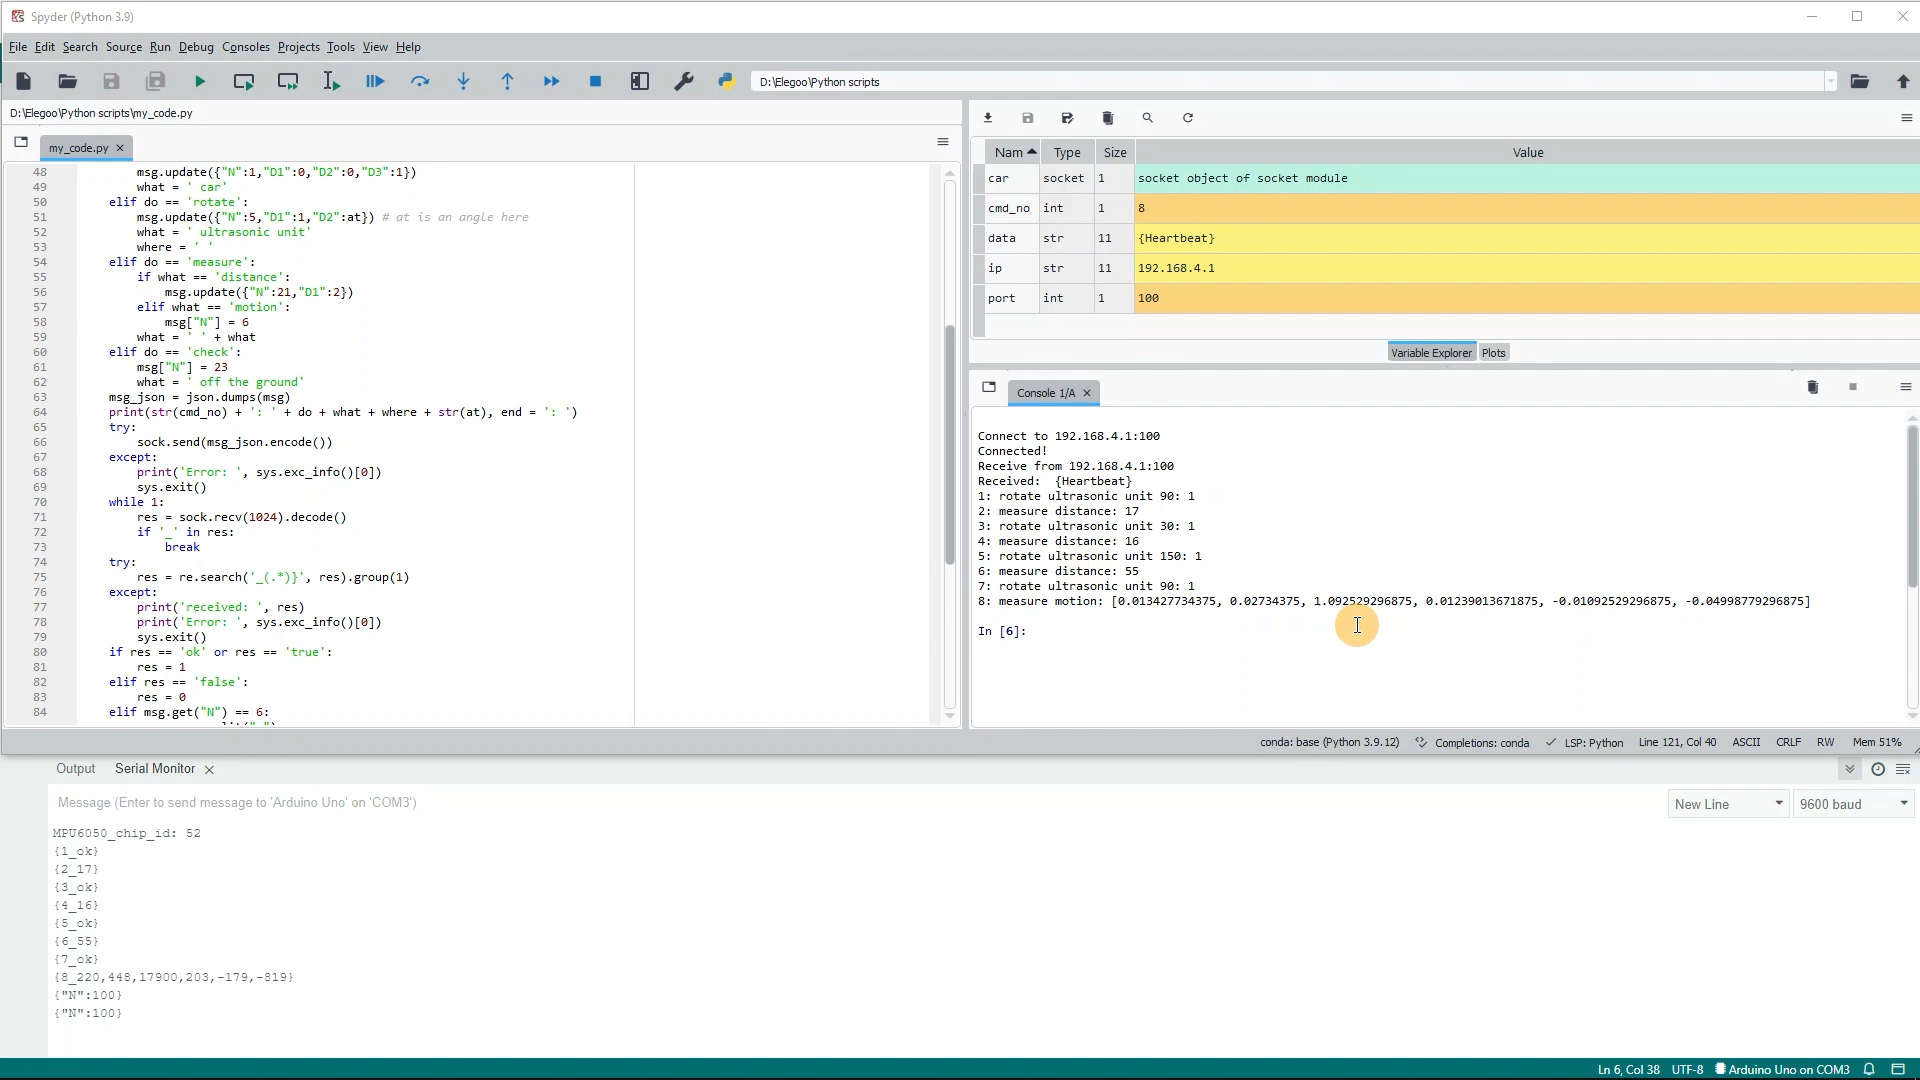 Spyder (Python 3.9)
File Edit Search Source Run Debug Consoles Projects Tools View Help
D:\Elegoo\Python scripts
D:\Elegoo\Python scripts\my_code.py
my_code.py
48 msg.update({"N":1,"D1":0,"D2":0,"D3":1})
49 what = ' car'
50 elif do == 'rotate':
51 msg.update({"N":5,"D1":1,"D2":at}) # at is an angle here
52 what = ' ultrasonic unit'
53 where = ' '
54 elif do == 'measure':
55 if what == 'distance':
56 msg.update({"N":21,"D1":2})
57 elif what == 'motion':
58 msg["N"] = 6
59 what = ' ' + what
60 elif do == 'check':
61 msg["N"] = 23
62 what = ' off the ground'
63 msg_json = json.dumps(msg)
64 print(str(cmd_no) + ': ' + do + what + where + str(at), end = ': ')
65 try:
66 sock.send(msg_json.encode())
67 except:
68 print('Error: ', sys.exc_info()[0])
69 sys.exit()
70 while 1:
71 res = sock.recv(1024).decode()
72 if '_' in res:
73 break
74 try:
75 res = re.search('_(.*)}', res).group(1)
76 except:
77 print('received: ', res)
78 print('Error: ', sys.exc_info()[0])
79 sys.exit()
80 if res == 'ok' or res == 'true':
81 res = 1
82 elif res == 'false':
83 res = 0
84 elif msg.get("N") == 6:
Nam Type Size Value
car socket 1 socket object of socket module
cmd_no int 1 8
data str 11 {Heartbeat}
ip str 11 192.168.4.1
port int 1 100
Variable Explorer Plots
Console 1/A
Connect to 192.168.4.1:100
Connected!
Receive from 192.168.4.1:100
Received:  {Heartbeat}
1: rotate ultrasonic unit 90: 1
2: measure distance: 17
3: rotate ultrasonic unit 30: 1
4: measure distance: 16
5: rotate ultrasonic unit 150: 1
6: measure distance: 55
7: rotate ultrasonic unit 90: 1
8: measure motion: [0.013427734375, 0.02734375, 1.092529296875, 0.01239013671875, -0.01092529296875, -0.04998779296875]
In [6]:
conda: base (Python 3.9.12) Completions: conda LSP: Python Line 121, Col 40 ASCII CRLF RW Mem 51%
Output Serial Monitor
Message (Enter to send message to 'Arduino Uno' on 'COM3')
New Line 9600 baud
MPU6050_chip_id: 52
{1_ok}
{2_17}
{3_ok}
{4_16}
{5_ok}
{6_55}
{7_ok}
{8_220,448,17900,203,-179,-819}
{"N":100}
{"N":100}
Ln 6, Col 38 UTF-8 Arduino Uno on COM3